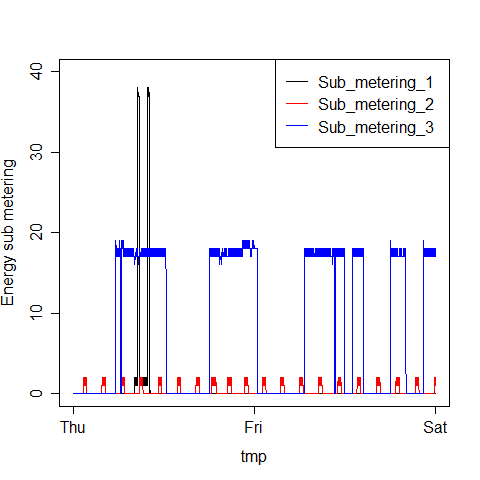 Sub_metering_1
Sub_metering_2
Sub_metering_3
Energy sub metering
40
30
20
10
0
Thu
Fri
Sat
tmp